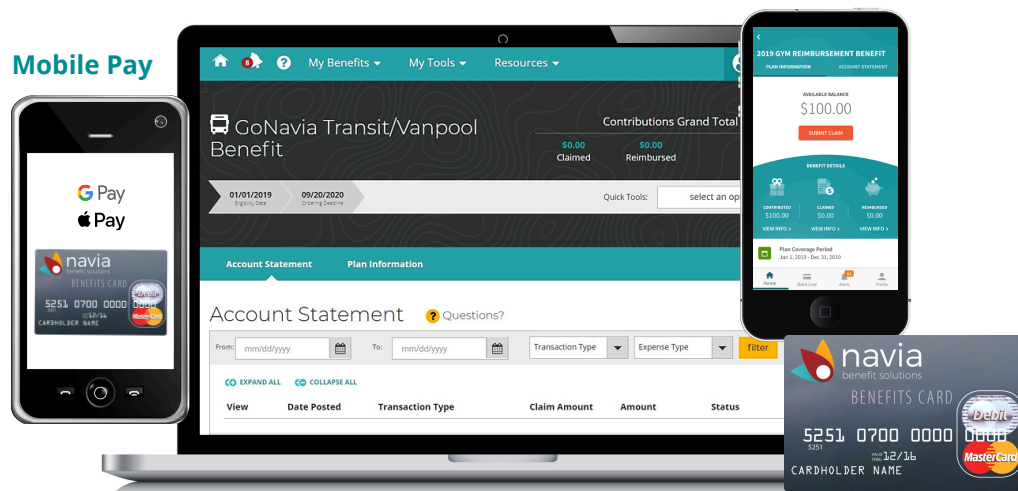 Mobile Pay
G Pay
Pay
navia
benefit solutions
BENEFITS CARD
Debit
5251 0700 0000 0000
5251
12/16
MasterCard
CARDHOLDER NAME
8
?
My Benefits
My Tools
Resources
GoNavia Transit/Vanpool
Benefit
Contributions Grand Total
$0.00
Claimed
$0.00
Reimbursed
01/01/2019
Eligibility Date
09/20/2020
Ordering Deadline
Quick Tools:
select an op
Account Statement
Plan Information
Account Statement
? Questions?
From:
mm/dd/yyyy
To:
mm/dd/yyyy
Transaction Type
Expense Type
filter
EXPAND ALL
COLLAPSE ALL
View
Date Posted
Transaction Type
Claim Amount
Amount
Status
2019 GYM REIMBURSEMENT BENEFIT
PLAN INFORMATION
ACCOUNT STATEMENT
AVAILABLE BALANCE
$100.00
SUBMIT CLAIM
BENEFIT DETAILS
CONTRIBUTED
$100.00
VIEW INFO >
CLAIMED
$0.00
VIEW INFO >
REIMBURSED
$0.00
VIEW INFO >
Plan Coverage Period
Jan 1, 2019 - Dec 31, 2019
Home
Benefit Card
Alerts
Profile
navia
benefit solutions
BENEFITS CARD
Debit
5251 0700 0000 0000
5251
VALID
THRU
12/16
MasterCard
CARDHOLDER NAME